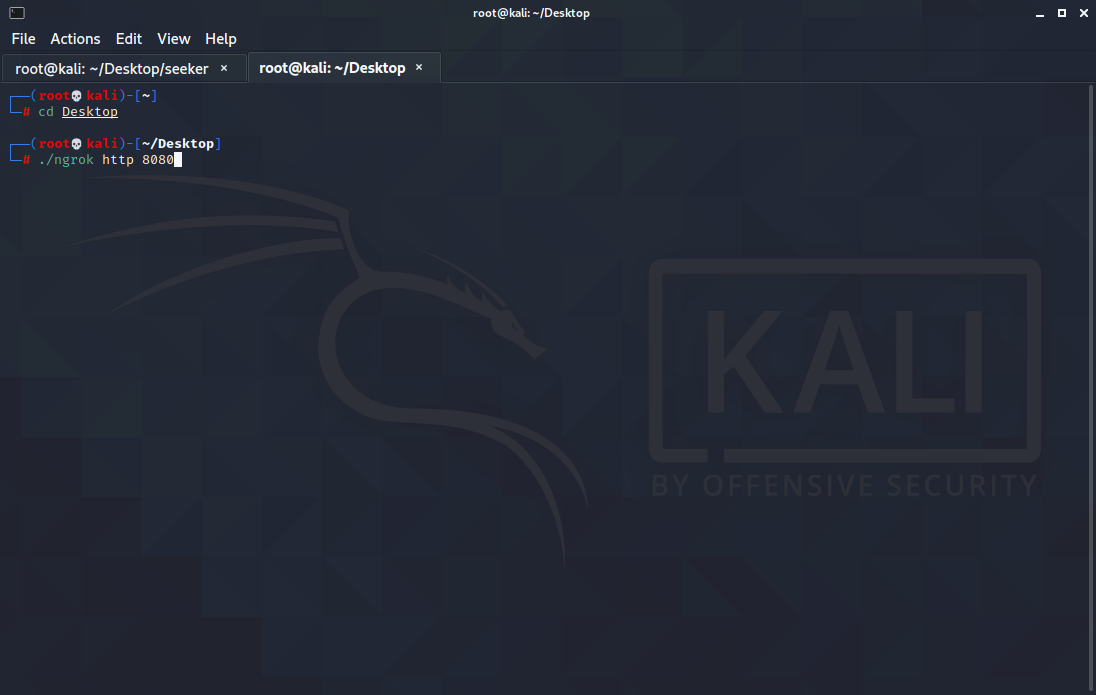 root@kali: ~/Desktop
File Actions Edit View Help
root@kali: ~/Desktop/seeker × root@kali: ~/Desktop ×
┌──(root💀kali)-[~]
└─# cd Desktop
┌──(root💀kali)-[~/Desktop]
└─# ./ngrok http 8080
KALI
BY OFFENSIVE SECURITY